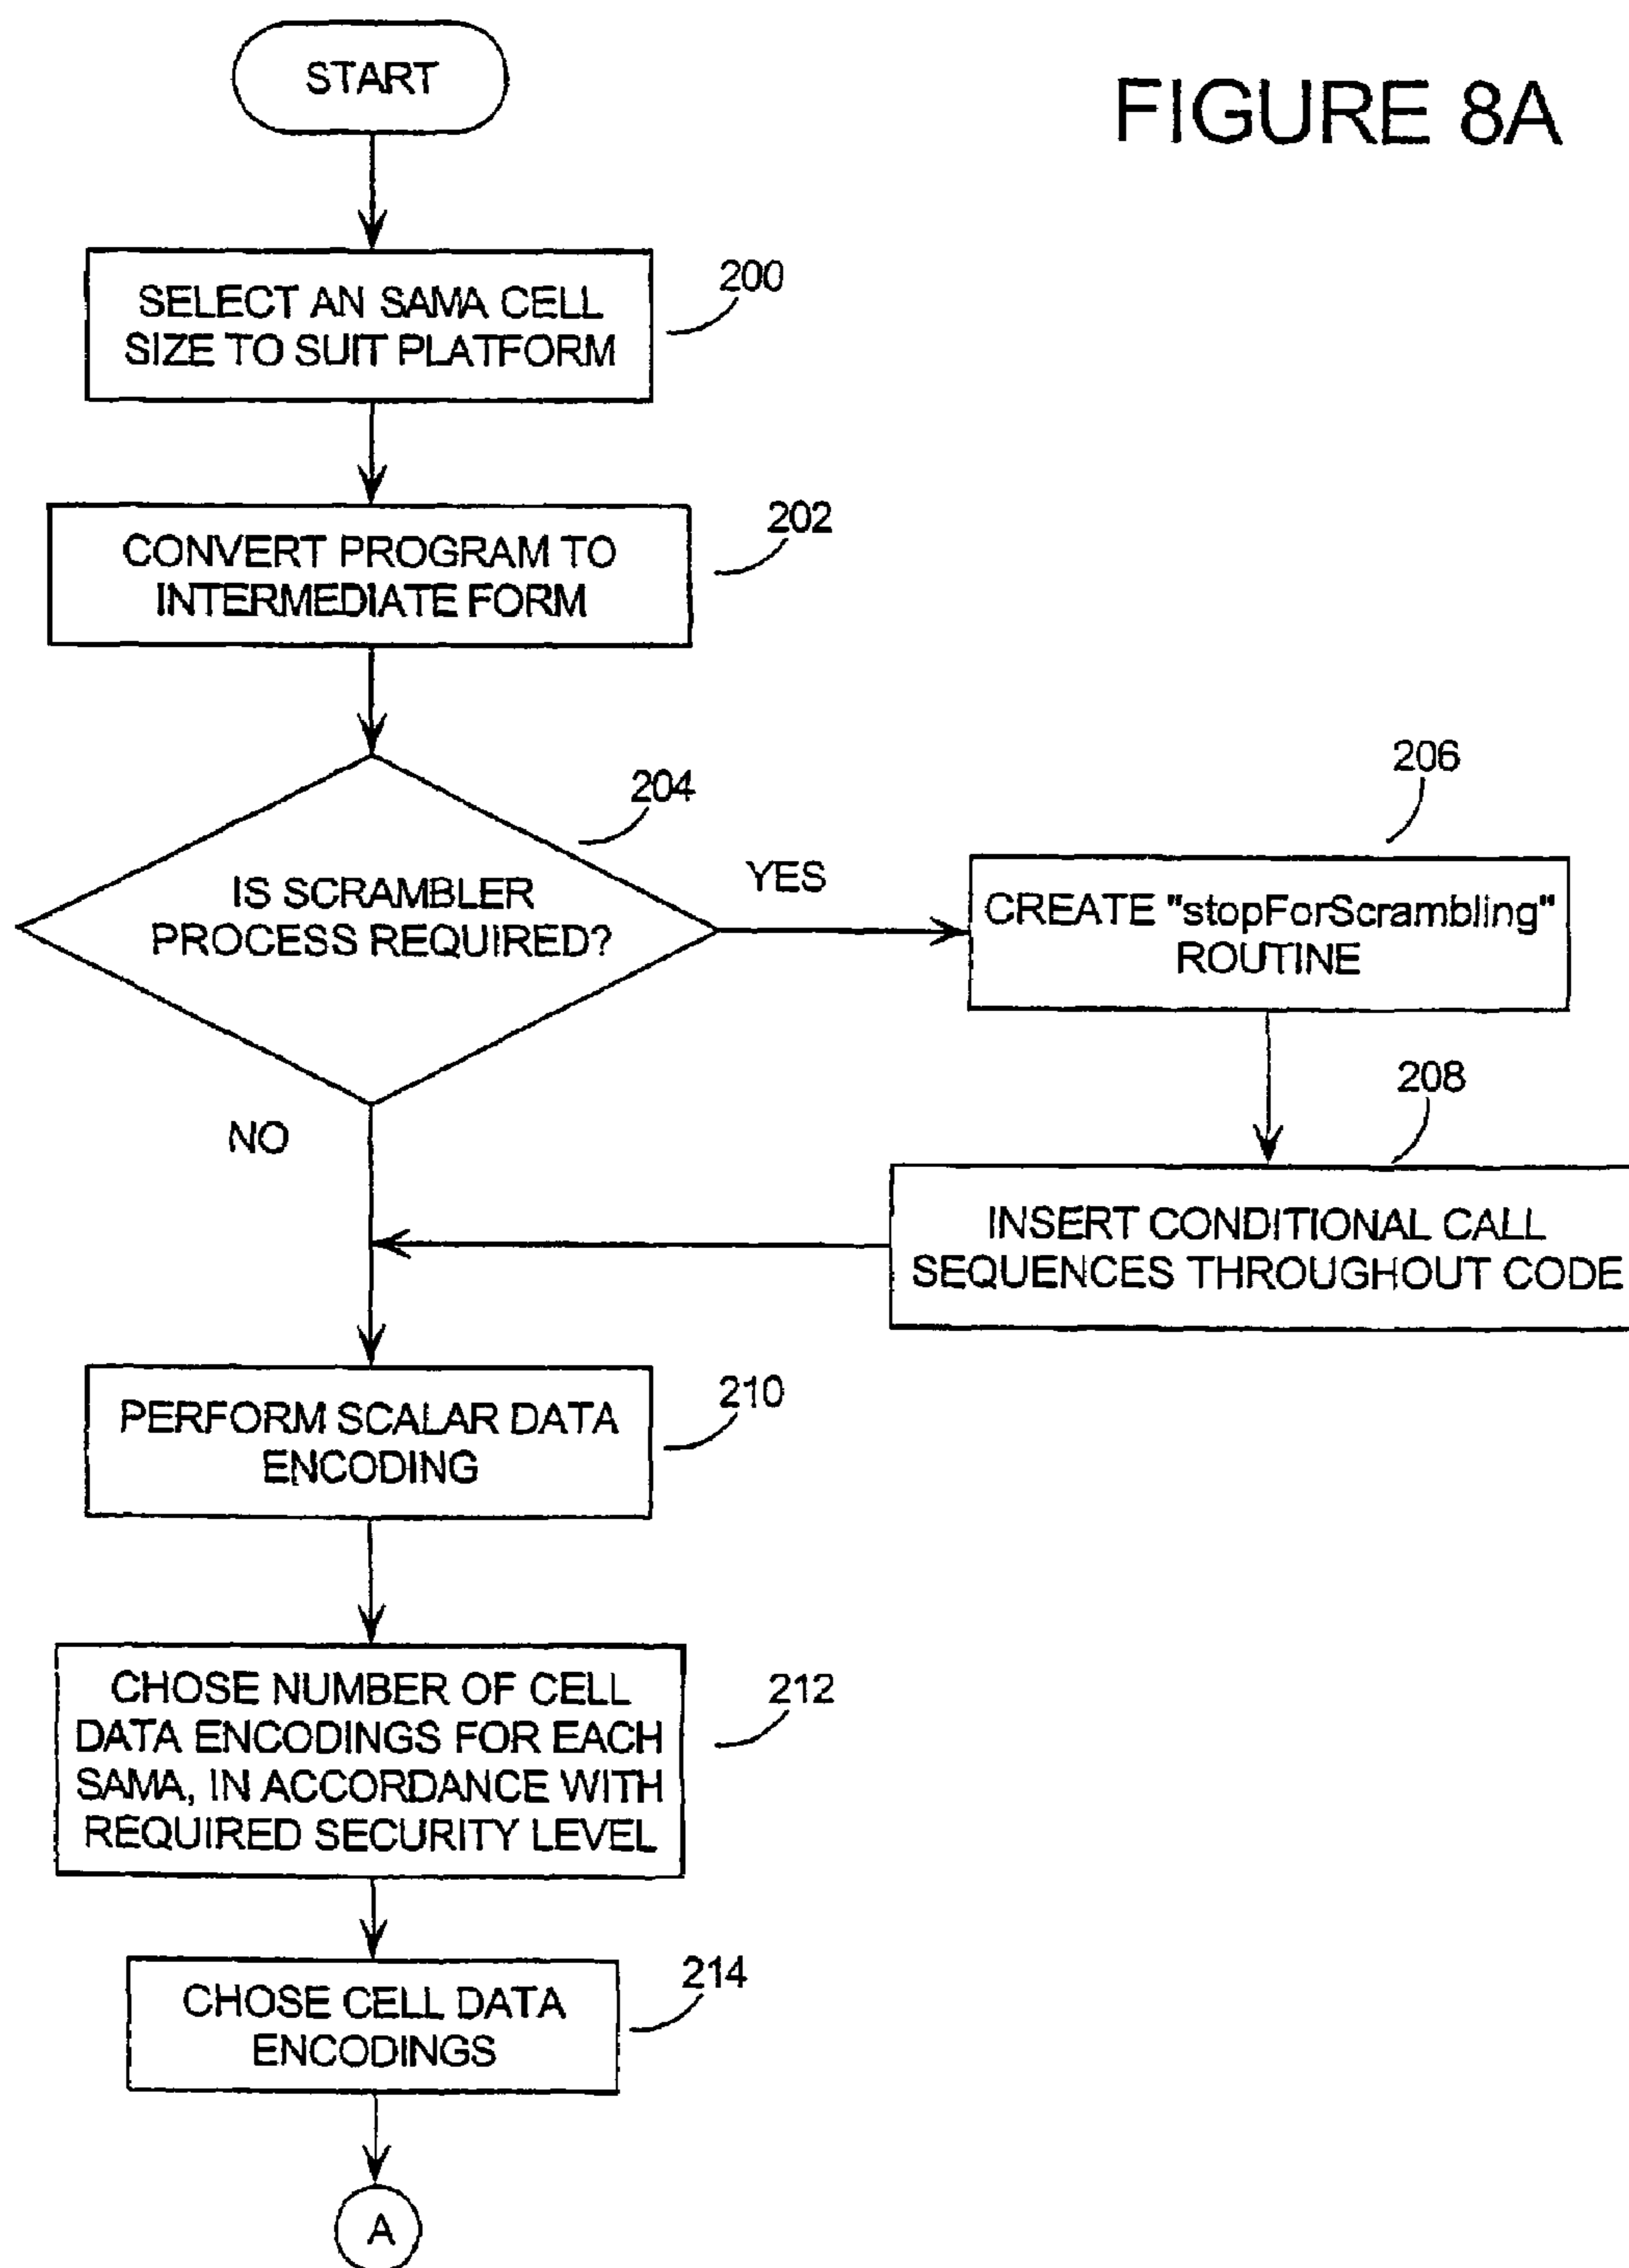 START
FIGURE 8A
200
SELECT AN SAMA CELL
SIZE TO SUIT PLATFORM
202
CONVERT PROGRAM TO
INTERMEDIATE FORM
204
IS SCRAMBLER
PROCESS REQUIRED?
YES
206
CREATE "stopForScrambling"
ROUTINE
208
NO
INSERT CONDITIONAL CALL
SEQUENCES THROUGHOUT CODE
210
PERFORM SCALAR DATA
ENCODING
212
CHOSE NUMBER OF CELL
DATA ENCODINGS FOR EACH
SAMA, IN ACCORDANCE WITH
REQUIRED SECURITY LEVEL
214
CHOSE CELL DATA
ENCODINGS
A